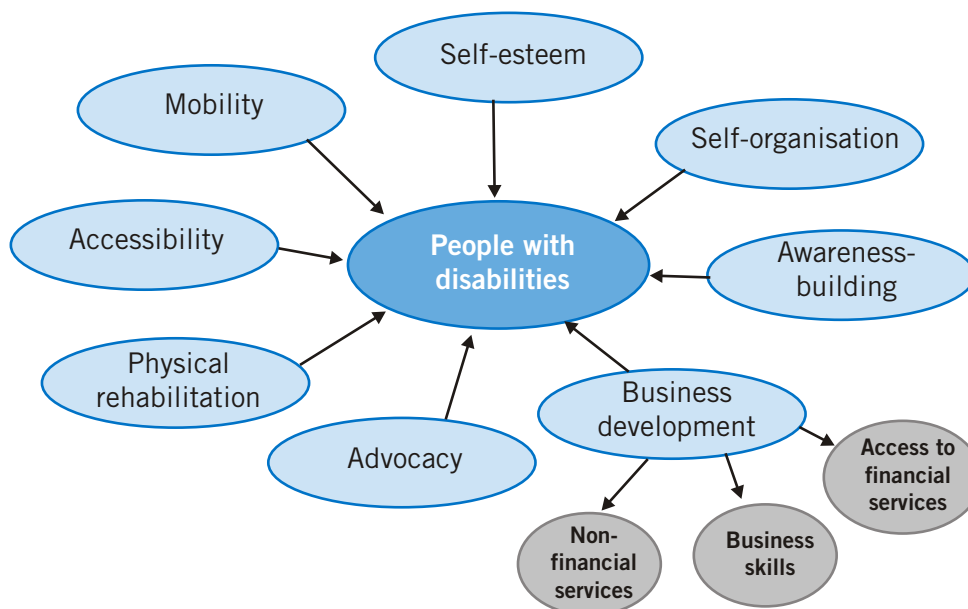 Self-esteem
Mobility
Self-organisation
Accessibility
People with
disabilities
Awareness-
building
Physical
rehabilitation
Business
development
Advocacy
Access to
financial
services
Non-
financial
services
Business
skills